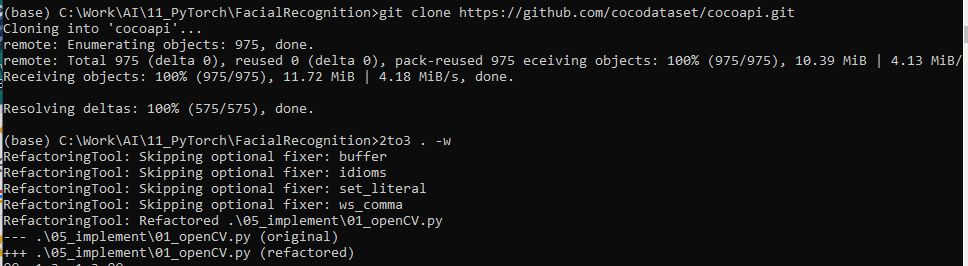 (base) C:\Work\AI\11_PyTorch\FacialRecognition>git clone https://github.com/cocodataset/cocoapi.git
Cloning into 'cocoapi'...
remote: Enumerating objects: 975, done.
remote: Total 975 (delta 0), reused 0 (delta 0), pack-reused 975 eceiving objects: 100% (975/975), 10.39 MiB | 4.13 MiB/
Receiving objects: 100% (975/975), 11.72 MiB | 4.18 MiB/s, done.
Resolving deltas: 100% (575/575), done.
(base) C:\Work\AI\11_PyTorch\FacialRecognition>2to3 . -w
RefactoringTool: Skipping optional fixer: buffer
RefactoringTool: Skipping optional fixer: idioms
RefactoringTool: Skipping optional fixer: set_literal
RefactoringTool: Skipping optional fixer: ws_comma
RefactoringTool: Refactored .\05_implement\01_openCV.py
--- .\05_implement\01_openCV.py (original)
+++ .\05_implement\01_openCV.py (refactored)